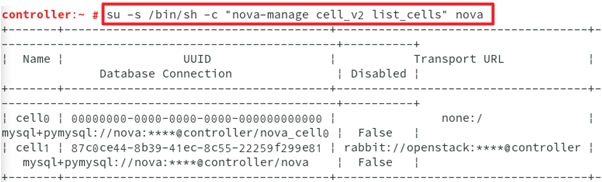 controller:~ # su -s /bin/sh -c "nova-manage cell_v2 list_cells" nova
+-------+--------------------------------------+------------------------------------+-
-------------------------------------------------+----------+
| Name | UUID | Transport URL |
Database Connection | Disabled |
+-------+--------------------------------------+------------------------------------+-
-------------------------------------------------+----------+
| cell0 | 00000000-0000-0000-0000-000000000000 | none:/ |
mysql+pymysql://nova:****@controller/nova_cell0 | False |
| cell1 | 87c0ce44-8b39-41ec-8c55-22259f299e81 | rabbit://openstack:****@controller |
mysql+pymysql://nova:****@controller/nova | False |
+-------+--------------------------------------+------------------------------------+-